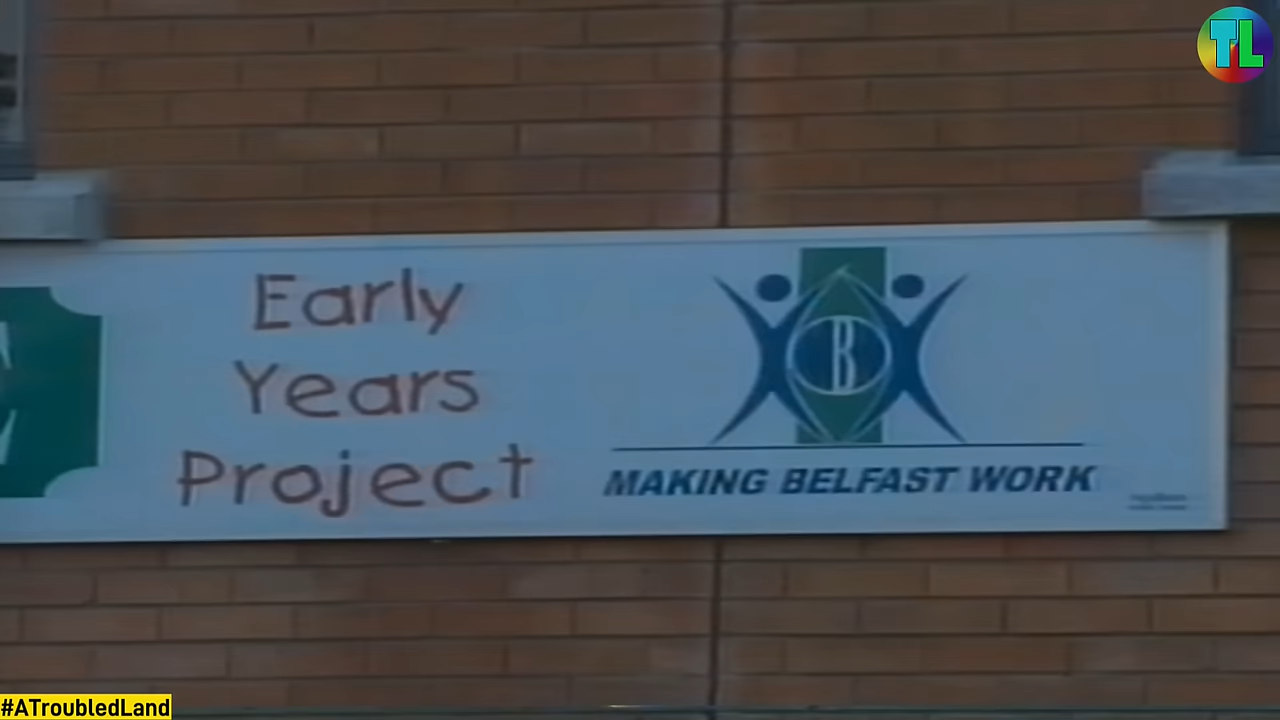 TL
E
Early
Years
Project
B
MAKING BELFAST WORK
#ATroubledLand